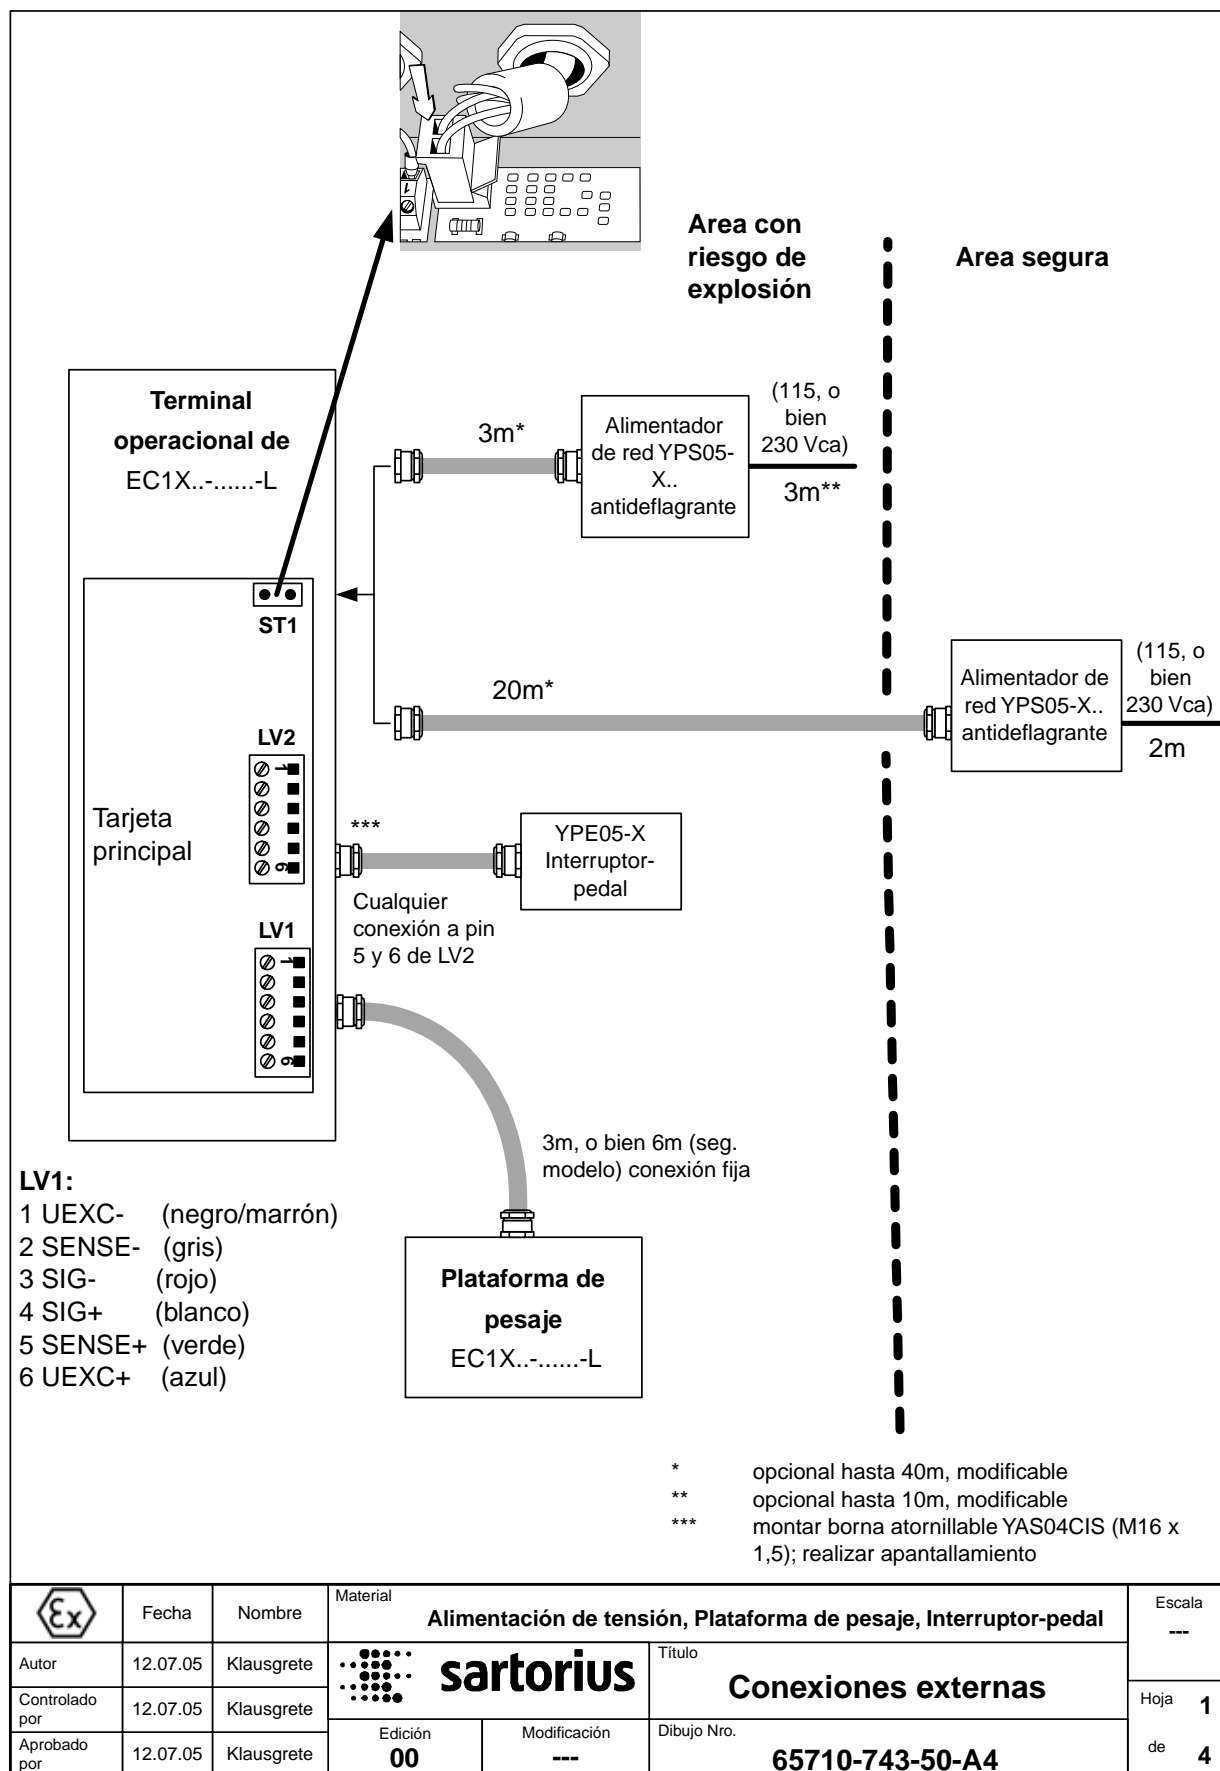 Area con
riesgo de
explosión
Area segura
Terminal
operacional de
EC1X..-......-L
3m*
Alimentador
de red YPS05-
X..
antideflagrante
(115, o
bien
230 Vca)
3m**
ST1
20m*
Alimentador de
red YPS05-X..
antideflagrante
(115, o
bien
230 Vca)
2m
LV2
1
6
Tarjeta
principal
***
YPE05-X
Interruptor-
pedal
Cualquier
conexión a pin
5 y 6 de LV2
LV1
1
6
3m, o bien 6m (seg.
modelo) conexión fija
LV1:
1 UEXC- (negro/marrón)
2 SENSE- (gris)
3 SIG- (rojo)
4 SIG+ (blanco)
5 SENSE+ (verde)
6 UEXC+ (azul)
Plataforma de
pesaje
EC1X..-......-L
* opcional hasta 40m, modificable
** opcional hasta 10m, modificable
*** montar borna atornillable YAS04CIS (M16 x
1,5); realizar apantallamiento
Ex
Fecha
Nombre
Material
Alimentación de tensión, Plataforma de pesaje, Interruptor-pedal
Escala
---
Autor
12.07.05
Klausgrete
sartorius
Título
Conexiones externas
Controlado
por
12.07.05
Klausgrete
Hoja 1
Aprobado
por
12.07.05
Klausgrete
Edición
00
Modificación
---
Dibujo Nro.
65710-743-50-A4
de 4